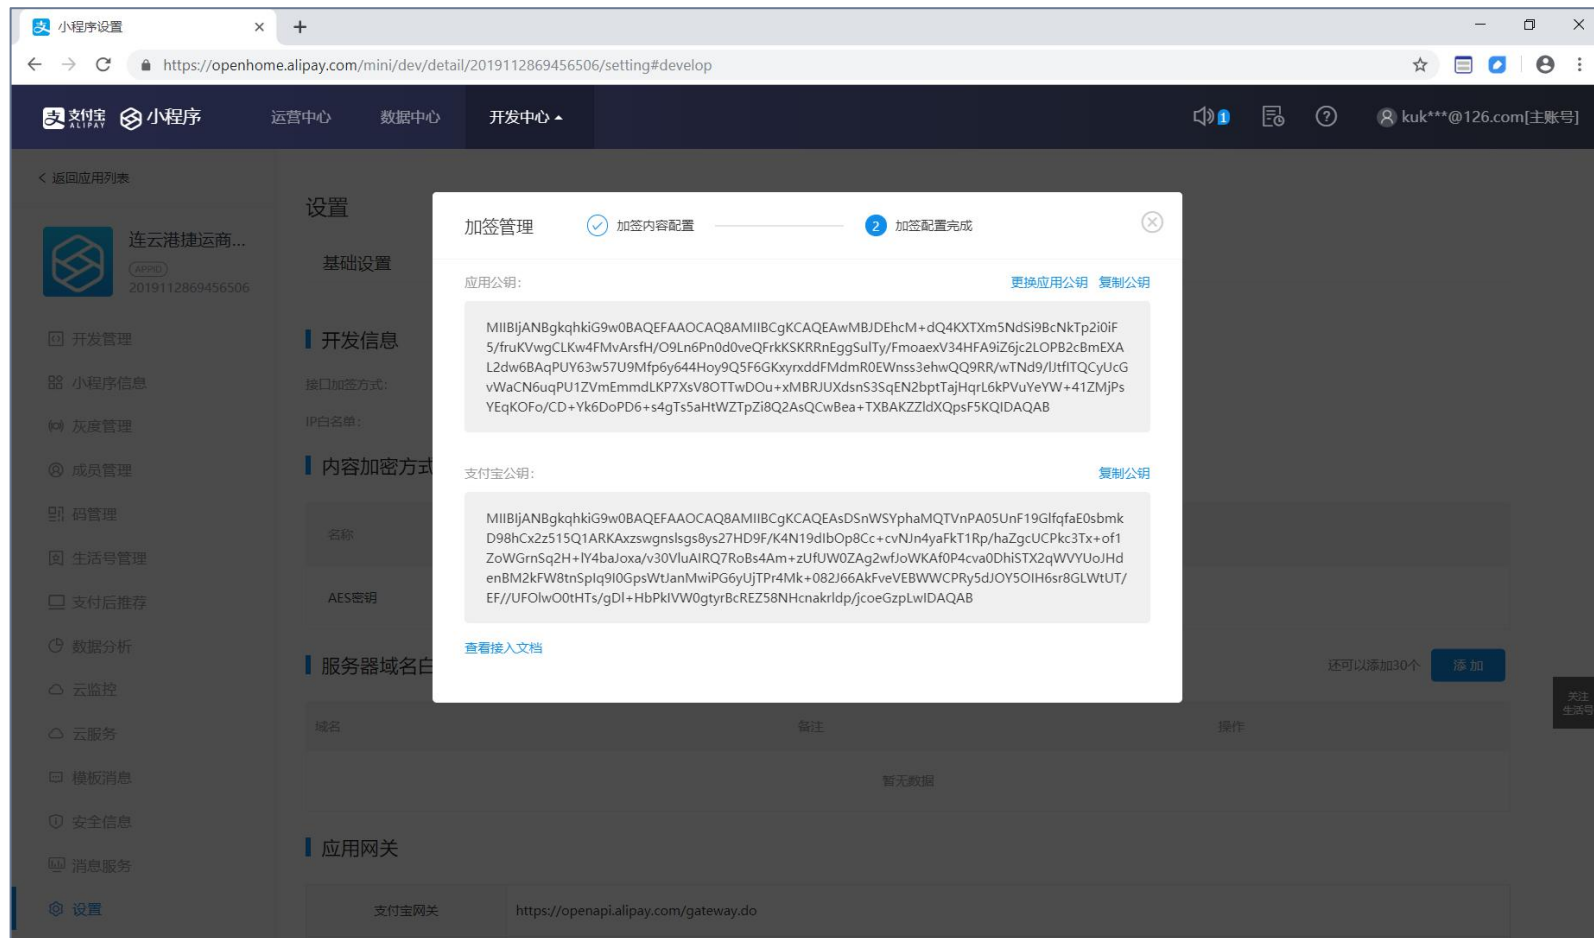 小程序设置
https://openhome.alipay.com/mini/dev/detail/2019112869456506/setting#develop
支付宝 ALIPAY 小程序 运营中心 数据中心 开发中心 1 kuk***@126.com[主账号]
返回应用列表
连云港捷运商...
APPID
2019112869456506
开发管理
小程序信息
灰度管理
成员管理
码管理
生活号管理
支付后推荐
数据分析
云监控
云服务
模板消息
安全信息
消息服务
设置
设置
基础设置
开发信息
接口加签方式:
IP白名单:
内容加密方式
名称
AES密钥
加签管理 加签内容配置 2 加签配置完成
应用公钥: 更换应用公钥 复制公钥
MIIBIjANBgkqhkiG9w0BAQEFAAOCAQ8AMIIBCgKCAQEAwMBJDEhcM+dQ4KXTXm5NdSi9BcNkTp2i0iF
5/fruKVwgCLKw4FMvArsfH/O9Ln6Pn0d0veQFrkKSKRRnEggSulTy/FmoaexV34HFA9iZ6jc2LOPB2cBmEXA
L2dw6BAqPUY63w57U9Mfp6y644Hoy9Q5F6GKxyrxddFMdmR0EWnss3ehwQQ9RR/wTNd9/lJtfITQCyUcG
vWaCN6uqPU1ZVmEmmdLKP7XsV8OTTwDOu+xMBRJUXdsnS3SqEN2bptTajHqrL6kPVuYeYW+41ZMjPs
YEqKOFo/CD+Yk6DoPD6+s4gTs5aHtWZTpZi8Q2AsQCwBea+TXBAKZZldXQpsF5KQIDAQAB
支付宝公钥: 复制公钥
MIIBIjANBgkqhkiG9w0BAQEFAAOCAQ8AMIIBCgKCAQEAsDSnWSYphaMQTVnPA05UnF19GlfqfaE0sbmk
D98hCx2z515Q1ARKAxzswgnslsgs8ys27HD9F/K4N19dIbOp8Cc+cvNJn4yaFkT1Rp/haZgcUCPkc3Tx+of1
ZoWGrnSq2H+lY4baJoxa/v30VluAIRQ7RoBs4Am+zUfUW0ZAg2wfJoWKAf0P4cva0DhiSTX2qWVYUoJHd
enBM2kFW8tnSpIq9I0GpsWtJanMwiPG6yUjTPr4Mk+082J66AkFveVEBWWCPRy5dJOY5OIH6sr8GLWtUT/
EF//UFOlwO0tHTs/gDl+HbPkIVW0gtyrBcREZ58NHcnakrldp/jcoeGzpLwIDAQAB
查看接入文档
服务器域名白 还可以添加30个 添加
域名 备注 操作
暂无数据
应用网关
支付宝网关 https://openapi.alipay.com/gateway.do
关注
生活号